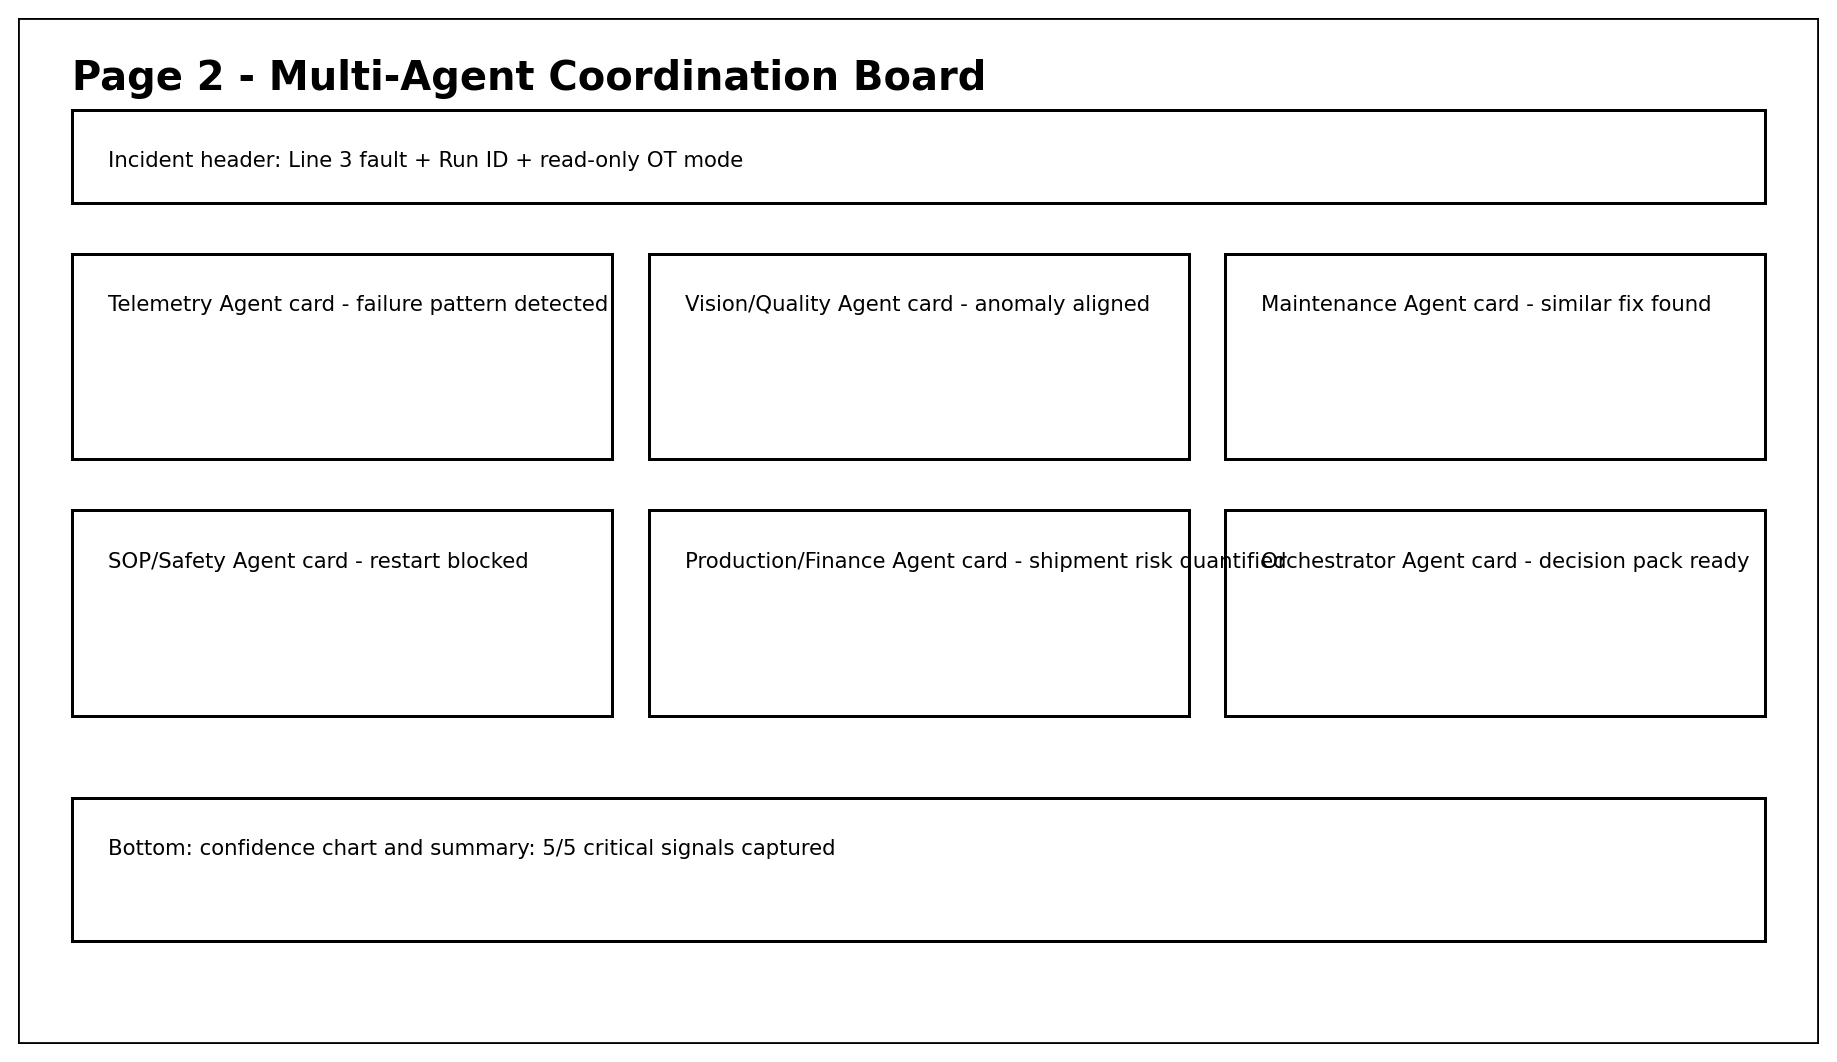 Page 2 - Multi-Agent Coordination Board
Incident header: Line 3 fault + Run ID + read-only OT mode
Telemetry Agent card - failure pattern detected
Vision/Quality Agent card - anomaly aligned
Maintenance Agent card - similar fix found
SOP/Safety Agent card - restart blocked
Production/Finance Agent card - shipment risk quantified
Orchestrator Agent card - decision pack ready
Bottom: confidence chart and summary: 5/5 critical signals captured